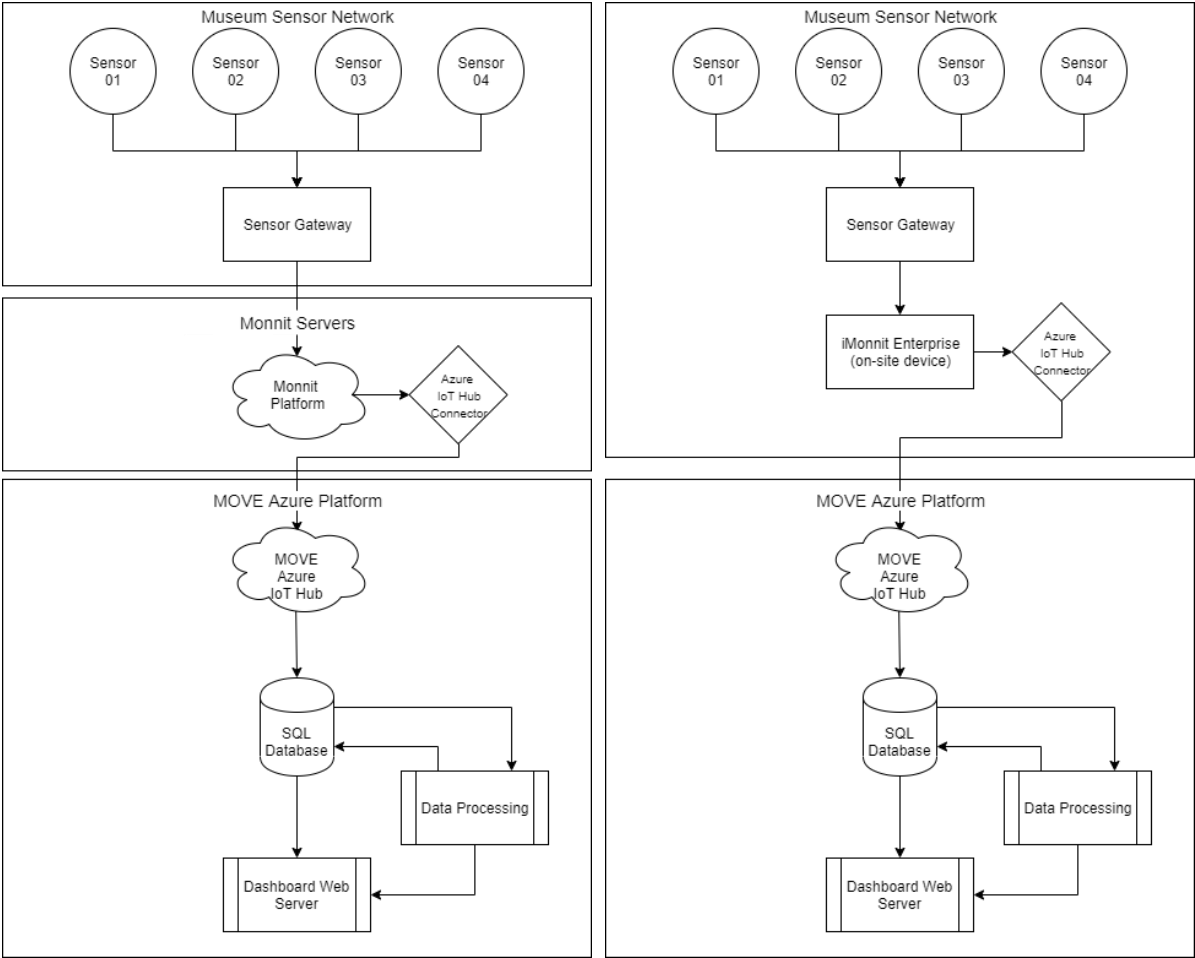 Museum Sensor Network
Sensor
01
Sensor
02
Sensor
03
Sensor
04
Sensor Gateway
Monnit Servers
Monnit
Platform
Azure
IoT Hub
Connector
MOVE Azure Platform
MOVE
Azure
IoT Hub
SQL
Database
Data Processing
Dashboard Web
Server
Museum Sensor Network
Sensor
01
Sensor
02
Sensor
03
Sensor
04
Sensor Gateway
iMonnit Enterprise
(on-site device)
Azure
IoT Hub
Connector
MOVE Azure Platform
MOVE
Azure
IoT Hub
SQL
Database
Data Processing
Dashboard Web
Server